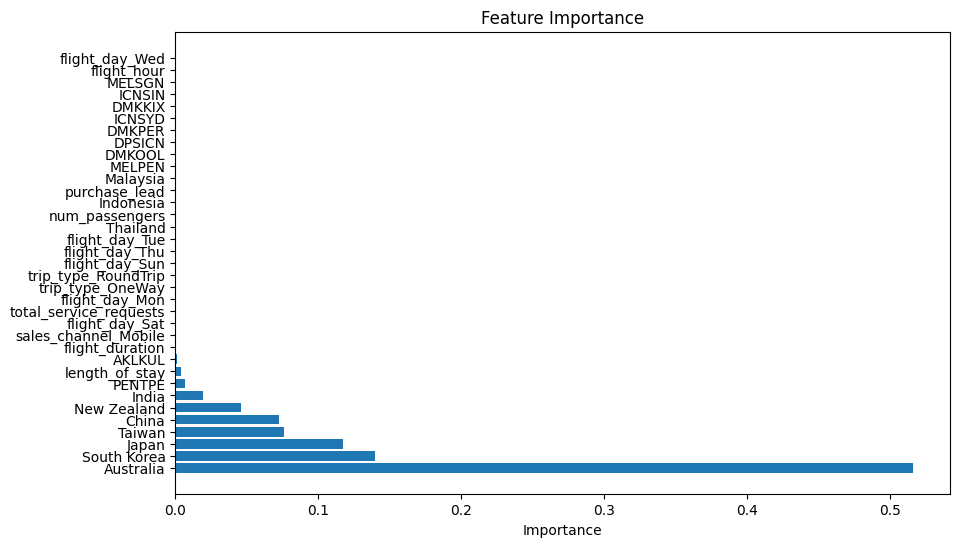 Feature Importance
flight_day_Wed
flight_hour
MELSGN
ICNSIN
DMKKIX
ICNSYD
DMKPER
DPSICN
DMKOOL
MELPEN
Malaysia
purchase_lead
Indonesia
num_passengers
Thailand
flight_day_Tue
flight_day_Thu
flight_day_Sun
trip_type_RoundTrip
trip_type_OneWay
flight_day_Mon
total_service_requests
flight_day_Sat
sales_channel_Mobile
flight_duration
AKLKUL
length_of_stay
PENTPE
India
New Zealand
China
Taiwan
Japan
South Korea
Australia
0.0 0.1 0.2 0.3 0.4 0.5
Importance